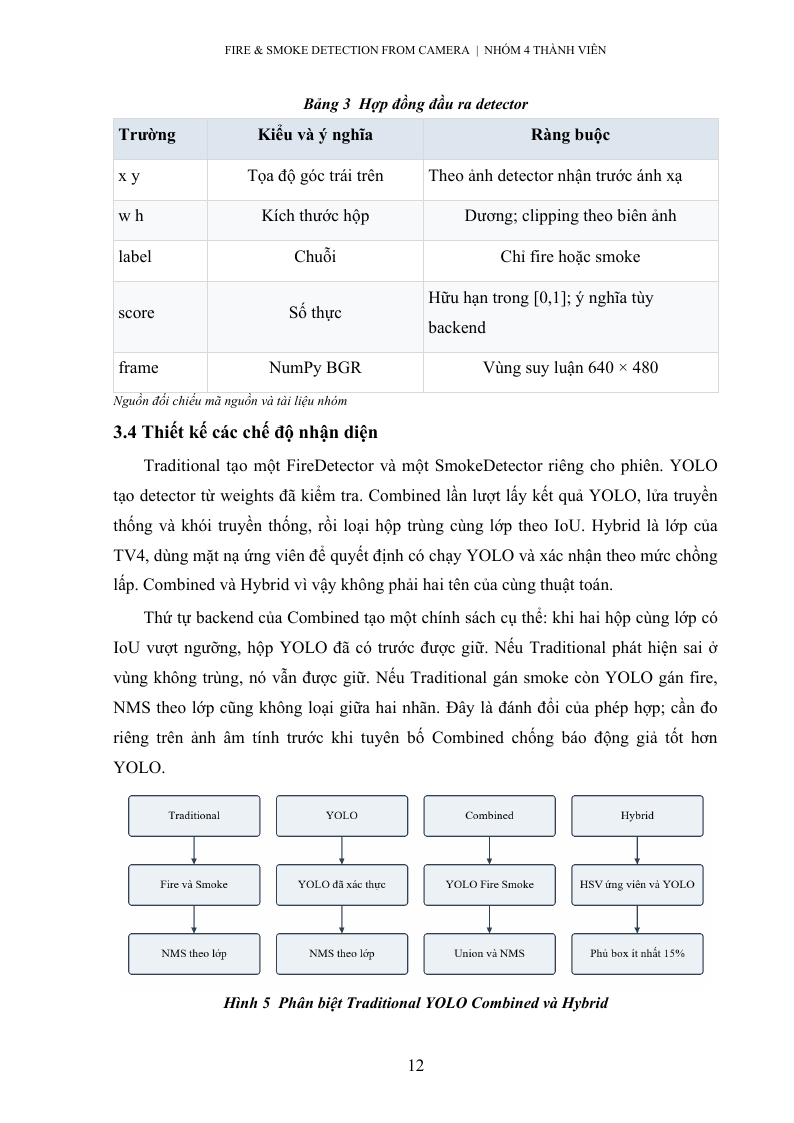 FIRE & SMOKE DETECTION FROM CAMERA | NHÓM 4 THÀNH VIÊN
Bảng 3 Hợp đồng đầu ra detector
Trường Kiểu và ý nghĩa Ràng buộc
x y Tọa độ góc trái trên Theo ảnh detector nhận trước ánh xạ
w h Kích thước hộp Dương; clipping theo biên ảnh
label Chuỗi Chỉ fire hoặc smoke
score Số thực Hữu hạn trong [0,1]; ý nghĩa tùy
backend
frame NumPy BGR Vùng suy luận 640 × 480
Nguồn đối chiếu mã nguồn và tài liệu nhóm
3.4 Thiết kế các chế độ nhận diện
Traditional tạo một FireDetector và một SmokeDetector riêng cho phiên. YOLO
tạo detector từ weights đã kiểm tra. Combined lần lượt lấy kết quả YOLO, lửa truyền
thống và khói truyền thống, rồi loại hộp trùng cùng lớp theo IoU. Hybrid là lớp của
TV4, dùng mặt nạ ứng viên để quyết định có chạy YOLO và xác nhận theo mức chồng
lấp. Combined và Hybrid vì vậy không phải hai tên của cùng thuật toán.
Thứ tự backend của Combined tạo một chính sách cụ thể: khi hai hộp cùng lớp có
IoU vượt ngưỡng, hộp YOLO đã có trước được giữ. Nếu Traditional phát hiện sai ở
vùng không trùng, nó vẫn được giữ. Nếu Traditional gán smoke còn YOLO gán fire,
NMS theo lớp cũng không loại giữa hai nhãn. Đây là đánh đổi của phép hợp; cần đo
riêng trên ảnh âm tính trước khi tuyên bố Combined chống báo động giả tốt hơn
YOLO.
Traditional YOLO Combined Hybrid
Fire và Smoke YOLO đã xác thực YOLO Fire Smoke HSV ứng viên và YOLO
NMS theo lớp NMS theo lớp Union và NMS Phủ box ít nhất 15%
Hình 5 Phân biệt Traditional YOLO Combined và Hybrid
12